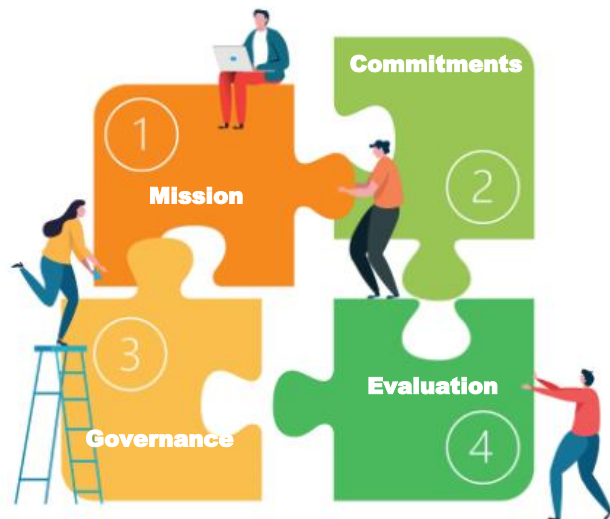 1
Mission
Commitments
2
3
Governance
Evaluation
4